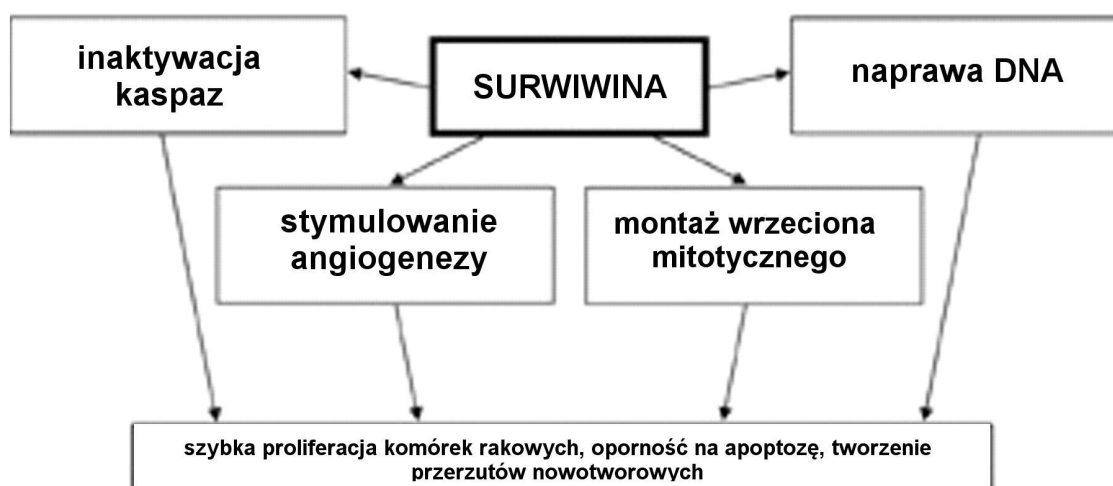 inaktywacja
kaspaz
SURWIWINA
naprawa DNA
stymulowanie
angiogenezy
montaż wrzeciona
mitotycznego
szybka proliferacja komórek rakowych, oporność na apoptozę, tworzenie
przerzutów nowotworowych